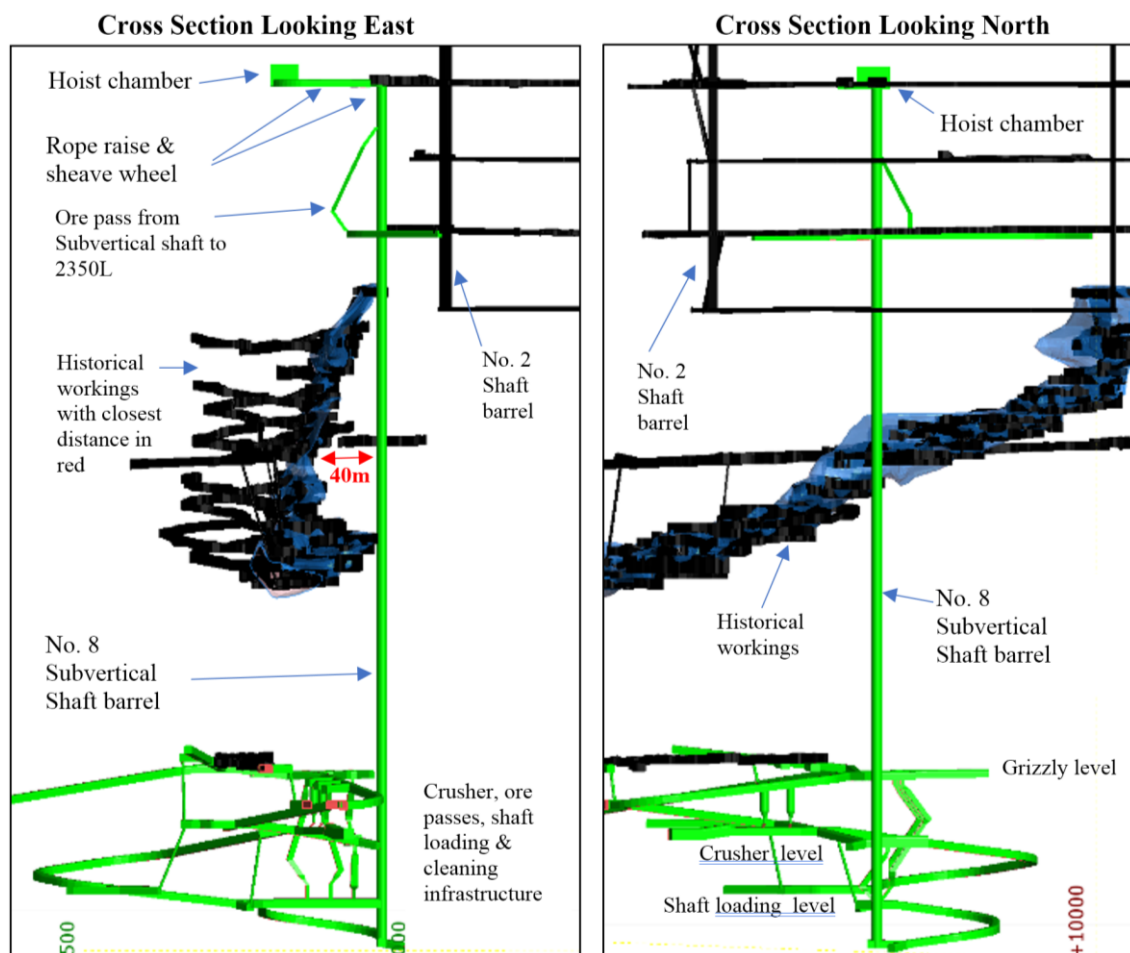 Cross Section Looking East
Hoist chamber
Rope raise &
sheave wheel
Ore pass from
Subvertical shaft to
2350L
Historical
workings
with closest
distance in
red
40m
No. 2
Shaft
barrel
No. 8
Subvertical
Shaft barrel
Crusher, ore
passes, shaft
loading &
cleaning
infrastructure
500
000
Cross Section Looking North
Hoist chamber
No. 2
Shaft
barrel
Historical
workings
No. 8
Subvertical
Shaft barrel
Grizzly level
Crusher level
Shaft loading level
+10000